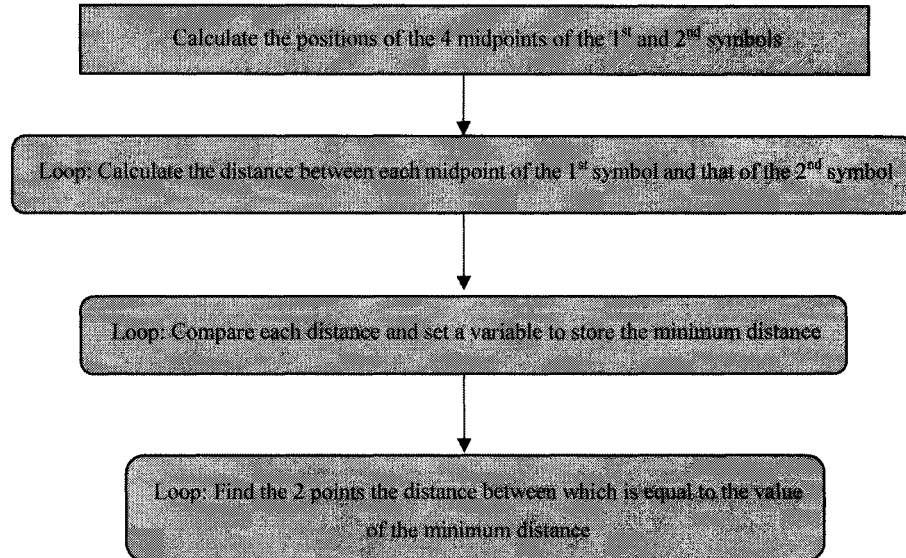 Calculate the positions of the 4 midpoints of the 1st and 2nd symbols
Loop: Calculate the distance between each midpoint of the 1st symbol and that of the 2nd symbol
Loop: Compare each distance and set a variable to store the minimum distance
Loop: Find the 2 points the distance between which is equal to the value
of the minimum distance